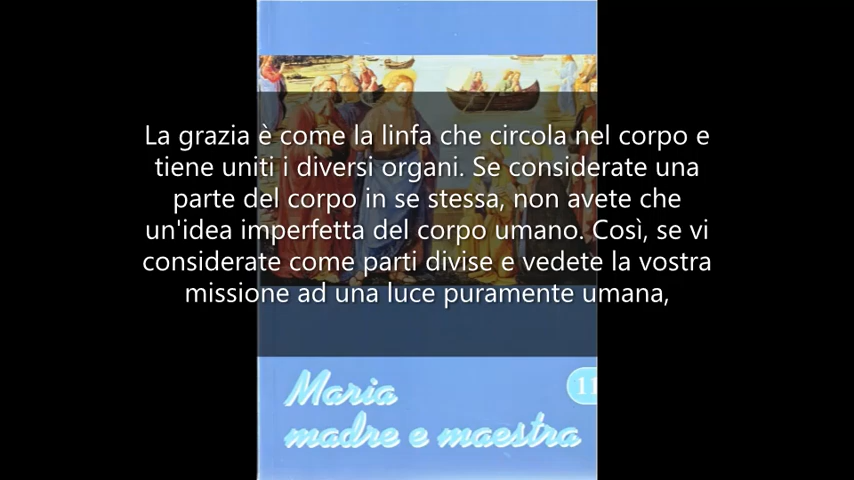 La grazia è come la linfa che circola nel corpo e
tiene uniti i diversi organi. Se considerate una
parte del corpo in se stessa, non avete che
un'idea imperfetta del corpo umano. Così, se vi
considerate come parti divise e vedete la vostra
missione ad una luce puramente umana,
Maria
11
madre e maestra